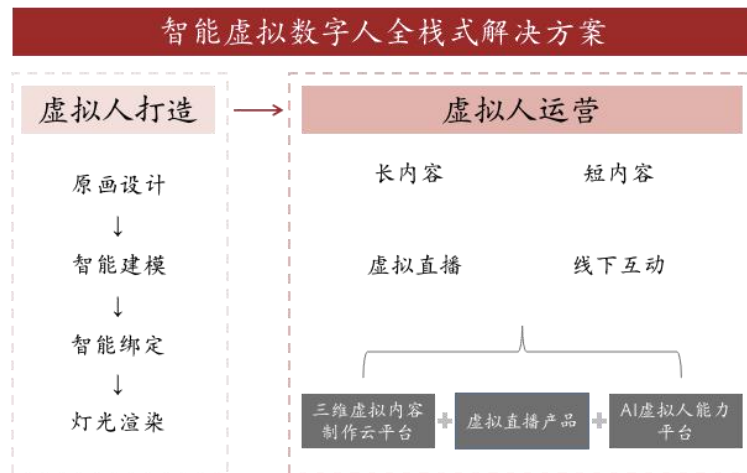 智能虚拟数字人全栈式解决方案
虚拟人打造
原画设计
↓
智能建模
↓
智能绑定
↓
灯光渲染
虚拟人运营
长内容
短内容
虚拟直播
线下互动
三维虚拟内容
制作云平台
虚拟直播产品
AI虚拟人能力
平台